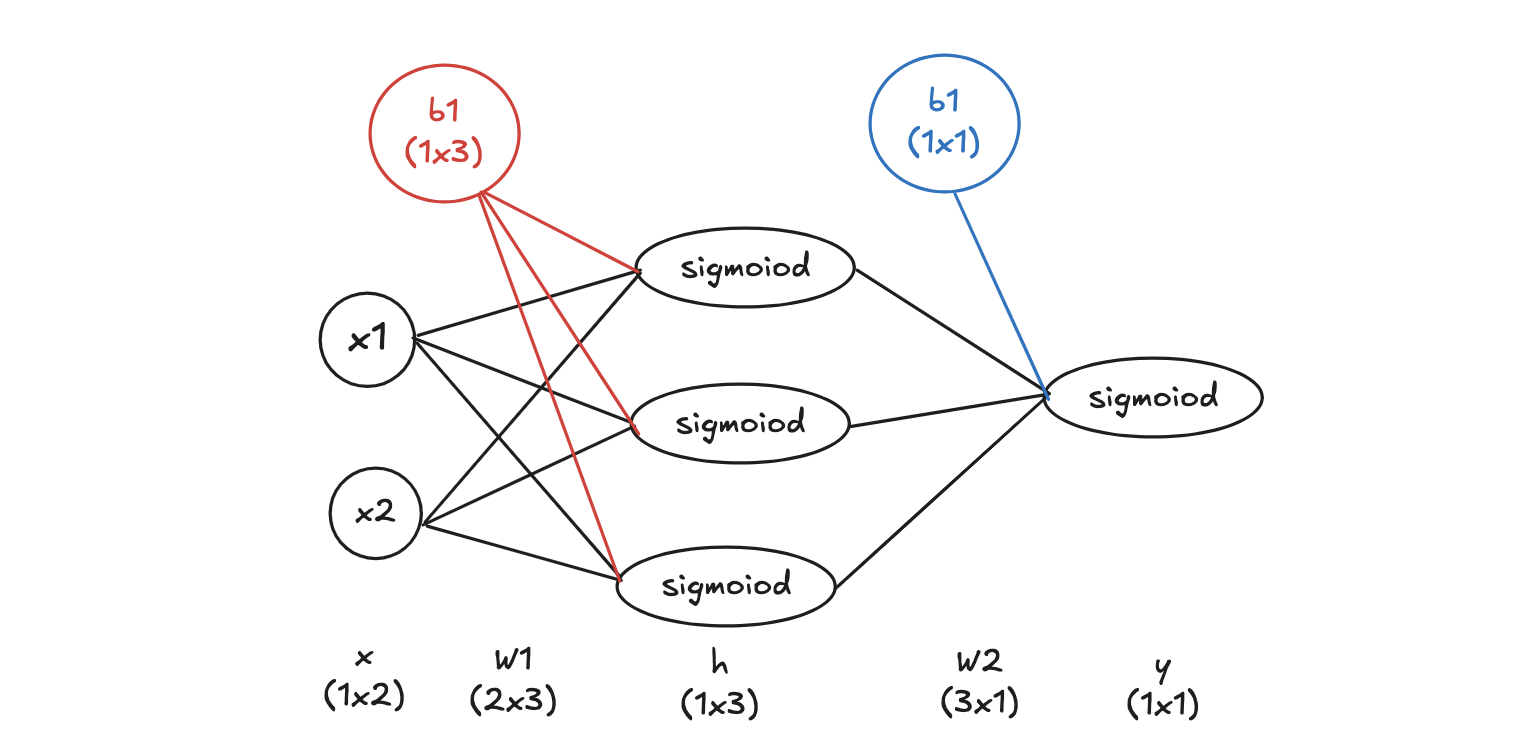 b1
(1x3)
b1
(1x1)
sigmoiod
x1
sigmoiod
sigmoiod
x2
sigmoiod
x
(1x2)
W1
(2x3)
h
(1x3)
W2
(3x1)
y
(1x1)